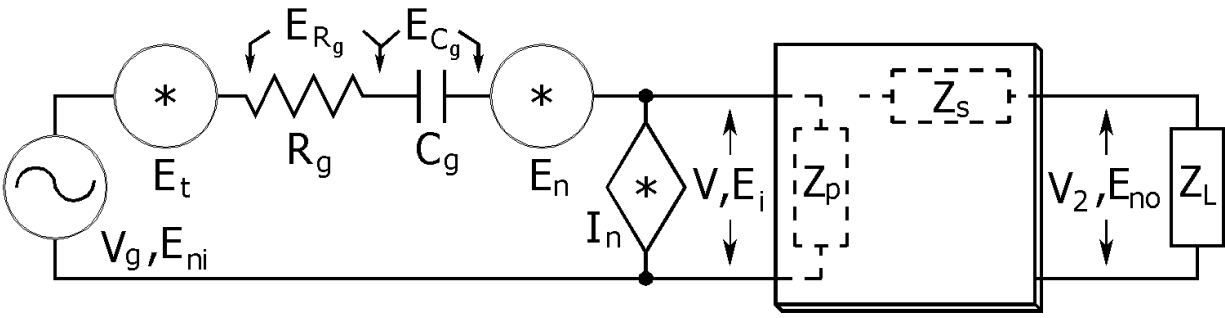 E_Rg E_Cg
* E_t
R_g
C_g
* E_n
* I_n
V_g,E_ni
V,E_i
Z_p
Z_s
V_2,E_no
Z_L